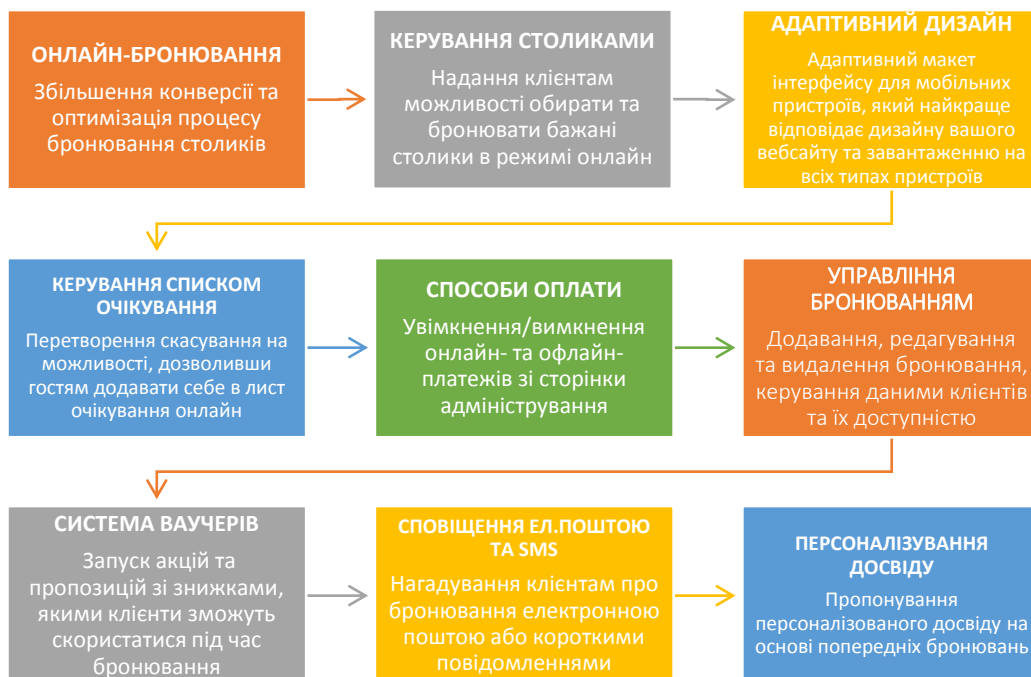 ОНЛАЙН-БРОНЮВАННЯ
Збільшення конверсії та
оптимізація процесу
бронювання столиків
КЕРУВАННЯ СТОЛИКАМИ
Надання клієнтам
можливості обирати та
бронювати бажані
столики в режимі онлайн
АДАПТИВНИЙ ДИЗАЙН
Адаптивний макет
інтерфейсу для мобільних
пристроїв, який найкраще
відповідає дизайну вашого
вебсайту та завантаженню на
всіх типах пристроїв
КЕРУВАННЯ СПИСКОМ
ОЧІКУВАННЯ
Перетворення скасування на
можливості, дозволивши
гостям додавати себе в лист
очікування онлайн
СПОСОБИ ОПЛАТИ
Увімкнення/вимкнення
онлайн- та офлайн-
платежів зі сторінки
адміністрування
УПРАВЛІННЯ
БРОНЮВАННЯМ
Додавання, редагування
та видалення бронювання,
керування даними клієнтів
та їх доступністю
СИСТЕМА ВАУЧЕРІВ
Запуск акцій та
пропозицій зі знижками,
якими клієнти зможуть
скористатися під час
бронювання
СПОВІЩЕННЯ ЕЛ.ПОШТОЮ
ТА SMS
Нагадування клієнтам про
бронювання електронною
поштою або короткими
повідомленнями
ПЕРСОНАЛІЗУВАННЯ
ДОСВІДУ
Пропонування
персоналізованого досвіду на
основі попередніх бронювань